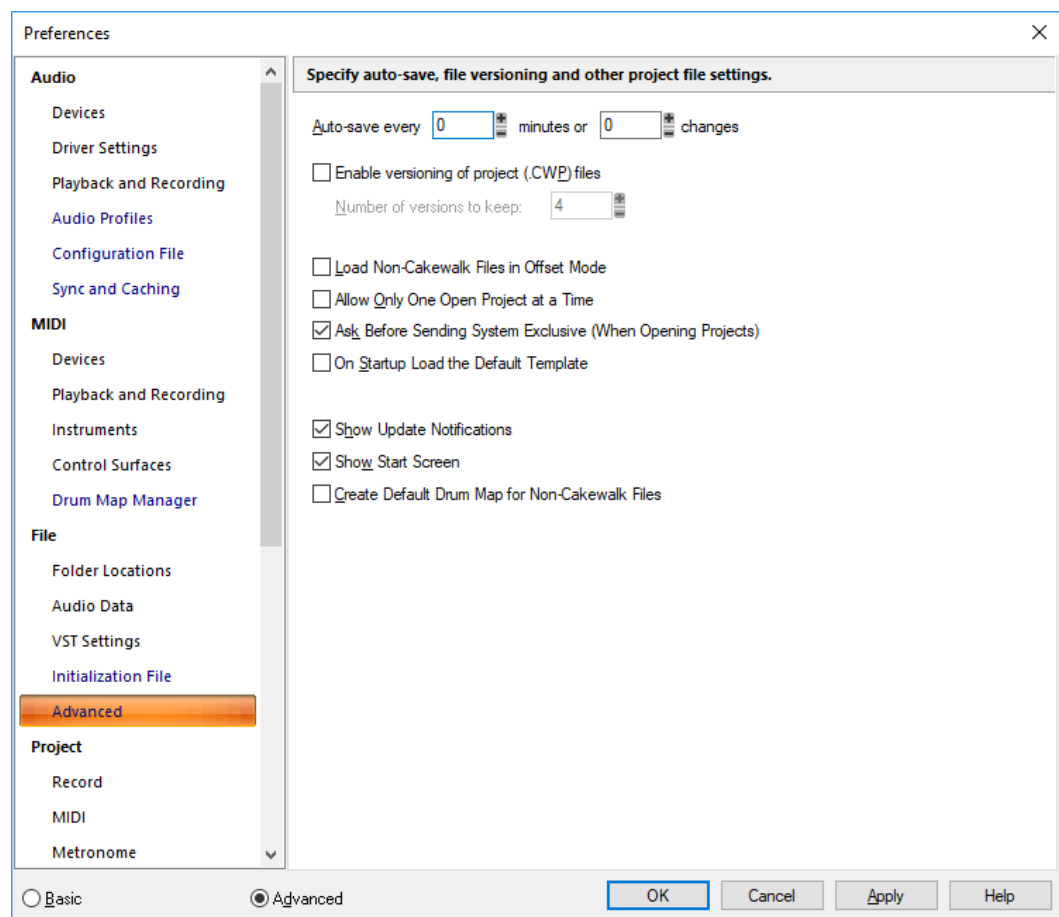 Preferences
Audio
Devices
Driver Settings
Playback and Recording
Audio Profiles
Configuration File
Sync and Caching
MIDI
Devices
Playback and Recording
Instruments
Control Surfaces
Drum Map Manager
File
Folder Locations
Audio Data
VST Settings
Initialization File
Advanced
Project
Record
MIDI
Metronome
Specify auto-save, file versioning and other project file settings.
Auto-save every 0 minutes or 0 changes
Enable versioning of project (.CWP) files
Number of versions to keep: 4
Load Non-Cakewalk Files in Offset Mode
Allow Only One Open Project at a Time
Ask Before Sending System Exclusive (When Opening Projects)
On Startup Load the Default Template
Show Update Notifications
Show Start Screen
Create Default Drum Map for Non-Cakewalk Files
Basic Advanced OK Cancel Apply Help